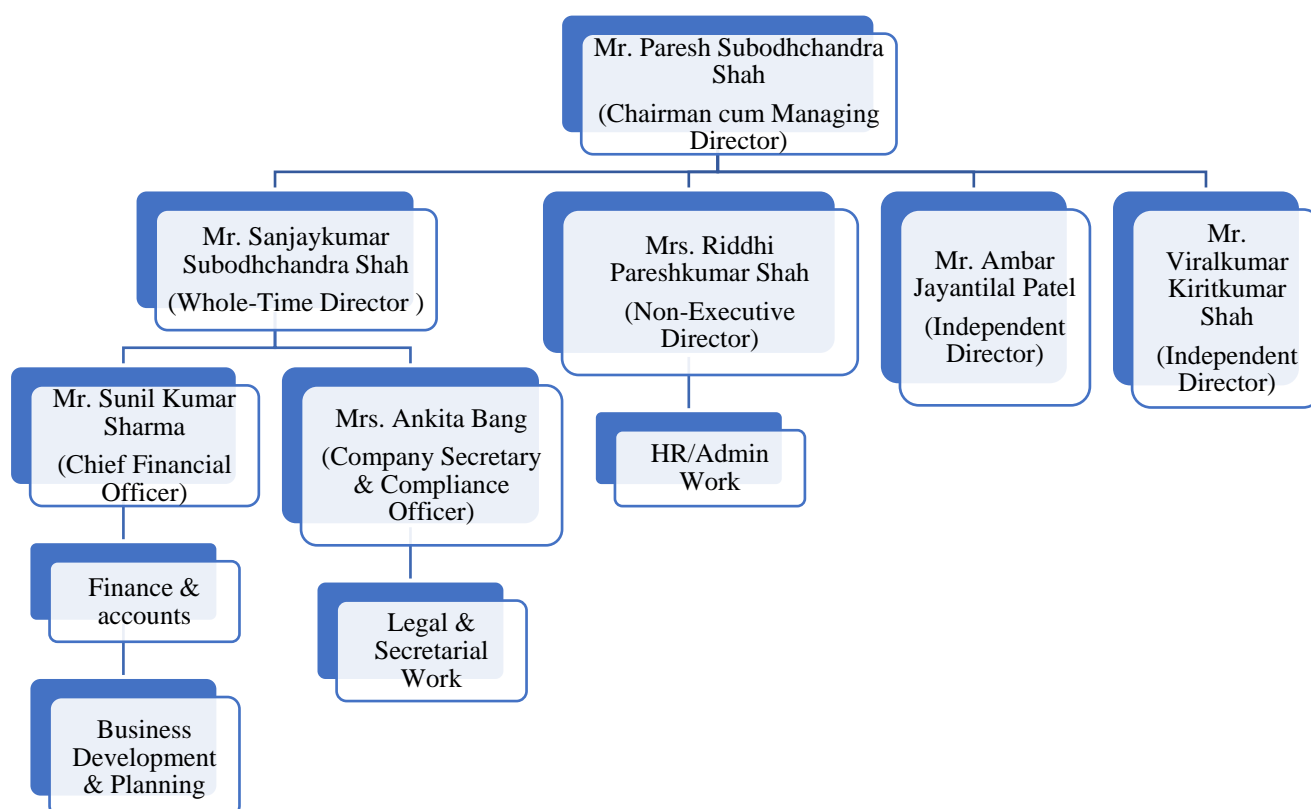 Mr. Paresh Subodhchandra
Shah
(Chairman cum Managing
Director)
Mr. Sanjaykumar
Subodhchandra Shah
(Whole-Time Director )
Mrs. Riddhi
Pareshkumar Shah
(Non-Executive
Director)
Mr. Ambar
Jayantilal Patel
(Independent
Director)
Mr.
Viralkumar
Kiritkumar
Shah
(Independent
Director)
Mr. Sunil Kumar
Sharma
(Chief Financial
Officer)
Mrs. Ankita Bang
(Company Secretary
& Compliance
Officer)
HR/Admin
Work
Finance &
accounts
Legal &
Secretarial
Work
Business
Development
& Planning